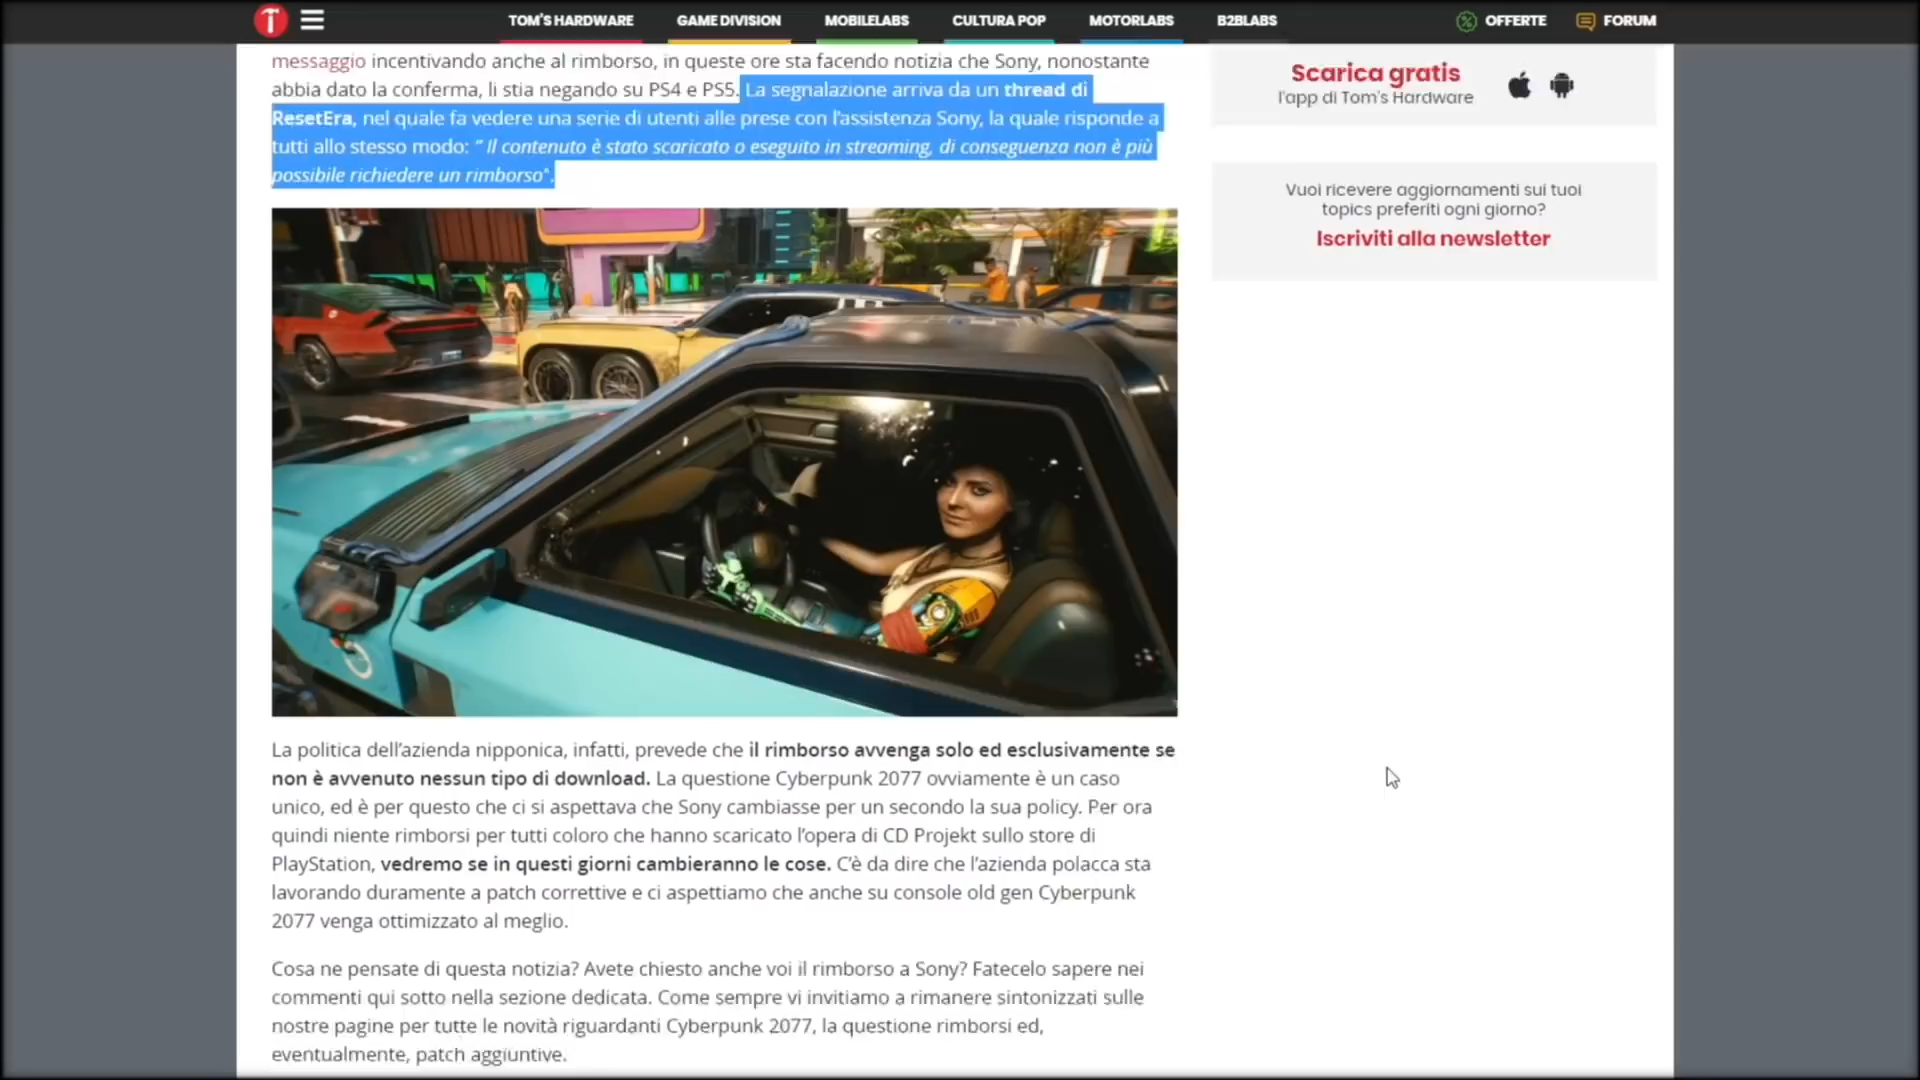 TOM'S HARDWARE GAME DIVISION MOBILELABS CULTURA POP MOTORLABS B2BLABS OFFERTE FORUM
messaggio incentivando anche al rimborso, in queste ore sta facendo notizia che Sony, nonostante
abbia dato la conferma, li stia negando su PS4 e PS5. La segnalazione arriva da un thread di
ResetEra, nel quale fa vedere una serie di utenti alle prese con l'assistenza Sony, la quale risponde a
tutti allo stesso modo: " Il contenuto è stato scaricato o eseguito in streaming, di conseguenza non è più
possibile richiedere un rimborso".
Scarica gratis
l'app di Tom's Hardware
Vuoi ricevere aggiornamenti sui tuoi
topics preferiti ogni giorno?
Iscriviti alla newsletter
La politica dell'azienda nipponica, infatti, prevede che il rimborso avvenga solo ed esclusivamente se
non è avvenuto nessun tipo di download. La questione Cyberpunk 2077 ovviamente è un caso
unico, ed è per questo che ci si aspettava che Sony cambiasse per un secondo la sua policy. Per ora
quindi niente rimborsi per tutti coloro che hanno scaricato l'opera di CD Projekt sullo store di
PlayStation, vedremo se in questi giorni cambieranno le cose. C'è da dire che l'azienda polacca sta
lavorando duramente a patch correttive e ci aspettiamo che anche su console old gen Cyberpunk
2077 venga ottimizzato al meglio.
Cosa ne pensate di questa notizia? Avete chiesto anche voi il rimborso a Sony? Fatecelo sapere nei
commenti qui sotto nella sezione dedicata. Come sempre vi invitiamo a rimanere sintonizzati sulle
nostre pagine per tutte le novità riguardanti Cyberpunk 2077, la questione rimborsi ed,
eventualmente, patch aggiuntive.